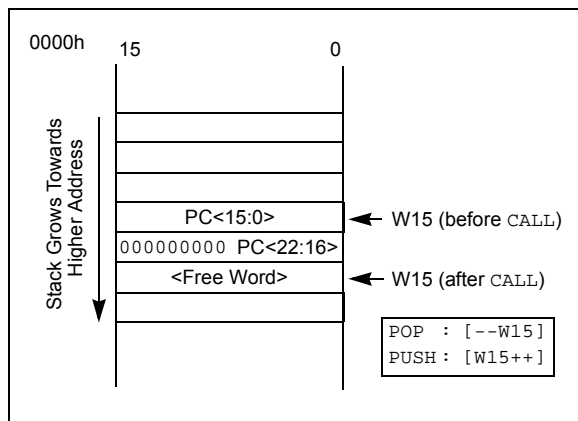 0000h
15 0
Stack Grows Towards
Higher Address
PC<15:0>
W15 (before CALL)
000000000 PC<22:16>
<Free Word>
W15 (after CALL)
POP : [--W15]
PUSH : [W15++]